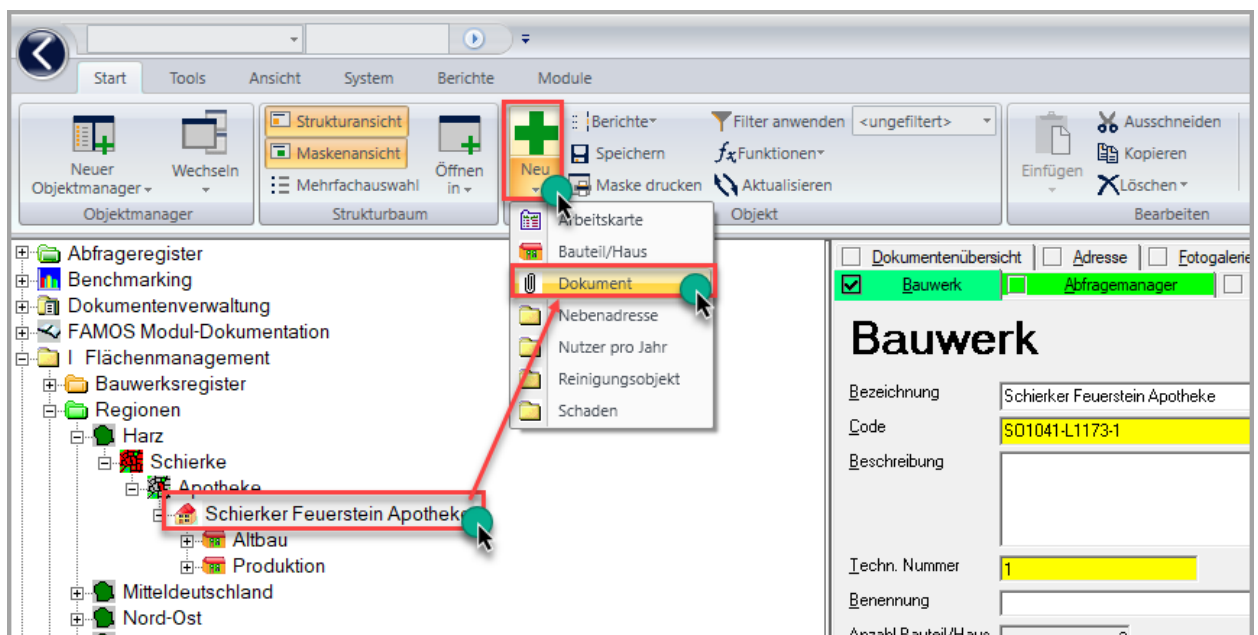 Start Tools Ansicht System Berichte Module
Neuer Objektmanager
Wechseln
Objektmanager
Strukturansicht
Maskenansicht
Mehrfachauswahl
Öffnen in
Strukturbaum
Neu
Berichte
Speichern
Maske drucken
Filter anwenden <ungefiltert>
Funktionen
Aktualisieren
Objekt
Einfügen
Ausschneiden
Kopieren
Löschen
Bearbeiten
Arbeitskarte
Bauteil/Haus
Dokument
Nebenadresse
Nutzer pro Jahr
Reinigungsobjekt
Schaden
Abfrageregister
Benchmarking
Dokumentenverwaltung
FAMOS Modul-Dokumentation
I Flächenmanagement
Bauwerksregister
Regionen
Harz
Schierke
Apotheke
Schierker Feuerstein Apotheke
Altbau
Produktion
Mitteldeutschland
Nord-Ost
Dokumentenübersicht Adresse Fotogalerie
Bauwerk Abfragemanager
Bauwerk
Bezeichnung Schierker Feuerstein Apotheke
Code SO1041-L1173-1
Beschreibung
Techn. Nummer 1
Benennung
Anzahl Bauteil/Haus